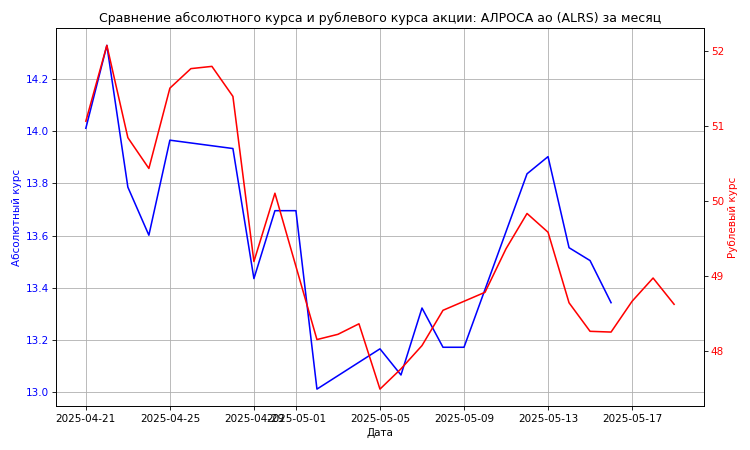 Сравнение абсолютного курса и рублевого курса акции: АЛРОСА ао (ALRS) за месяц
14.2
14.0
13.8
13.6
13.4
13.2
13.0
Абсолютный курс
52
51
50
49
48
Рублевый курс
2025-04-21 2025-04-25 2025-04-29 2025-05-01 2025-05-05 2025-05-09 2025-05-13 2025-05-17
Дата